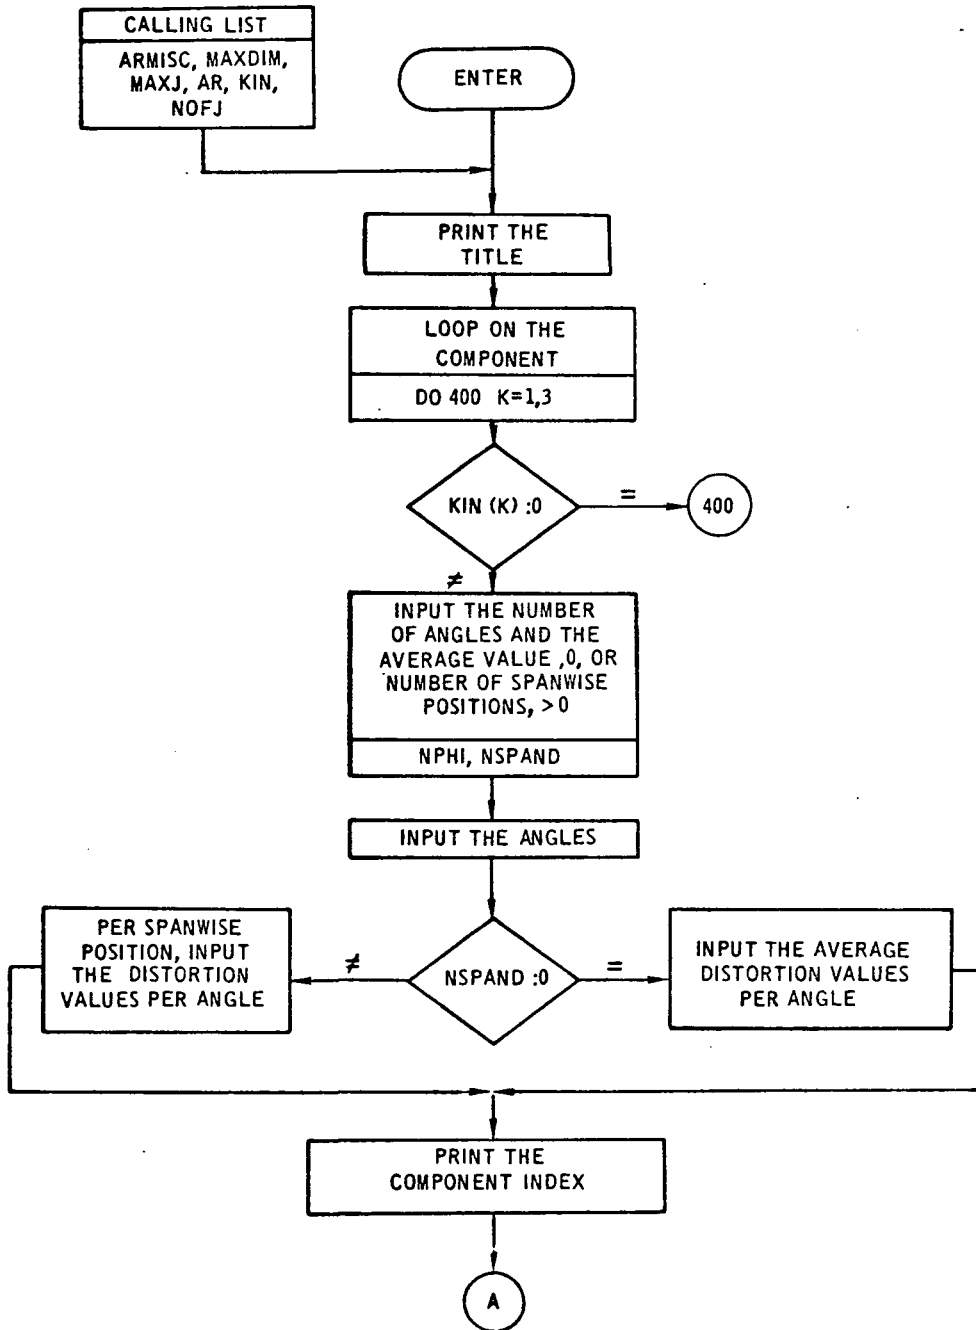 CALLING LIST
ARMISC, MAXDIM,
MAXJ, AR, KIN,
NOFJ
ENTER
PRINT THE
TITLE
LOOP ON THE
COMPONENT
DO 400 K=1,3
KIN (K) :0
=
400
≠
INPUT THE NUMBER
OF ANGLES AND THE
AVERAGE VALUE ,0, OR
NUMBER OF SPANWISE
POSITIONS, >0
NPHI, NSPAND
INPUT THE ANGLES
PER SPANWISE
POSITION, INPUT
THE DISTORTION
VALUES PER ANGLE
≠
NSPAND :0
=
INPUT THE AVERAGE
DISTORTION VALUES
PER ANGLE
PRINT THE
COMPONENT INDEX
A